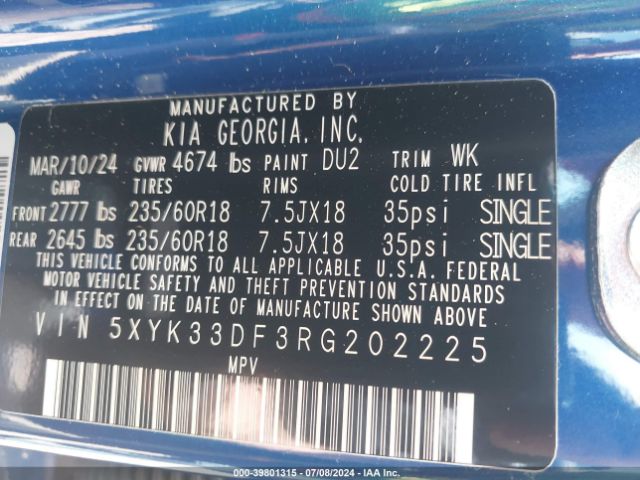 MANUFACTURED BY
KIA GEORGIA, INC.
MAR/10/24 GVWR 4674 lbs PAINT DU2 TRIM WK
GAWR TIRES RIMS COLD TIRE INFL
FRONT 2777 lbs 235/60R18 7.5JX18 35psi SINGLE
REAR 2645 lbs 235/60R18 7.5JX18 35psi SINGLE
THIS VEHICLE CONFORMS TO ALL APPLICABLE U.S.A. FEDERAL
MOTOR VEHICLE SAFETY AND THEFT PREVENTION STANDARDS
IN EFFECT ON THE DATE OF MANUFACTURE SHOWN ABOVE
VIN 5XYK33DF3RG202225
MPV
000-39801315 - 07/08/2024 - IAA Inc.